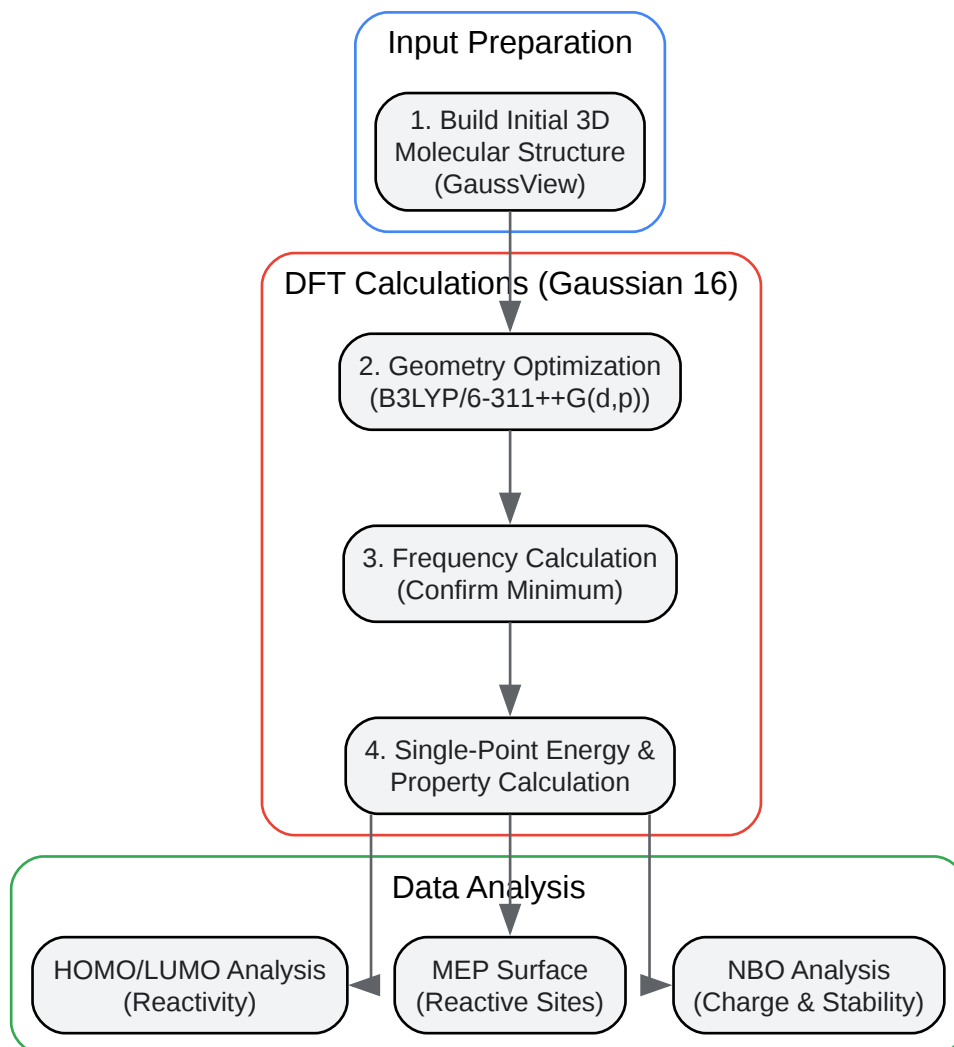 Input Preparation
1. Build Initial 3D
Molecular Structure
(GaussView)
DFT Calculations (Gaussian 16)
2. Geometry Optimization
(B3LYP/6-311++G(d,p))
3. Frequency Calculation
(Confirm Minimum)
4. Single-Point Energy &
Property Calculation
Data Analysis
HOMO/LUMO Analysis
(Reactivity)
MEP Surface
(Reactive Sites)
NBO Analysis
(Charge & Stability)